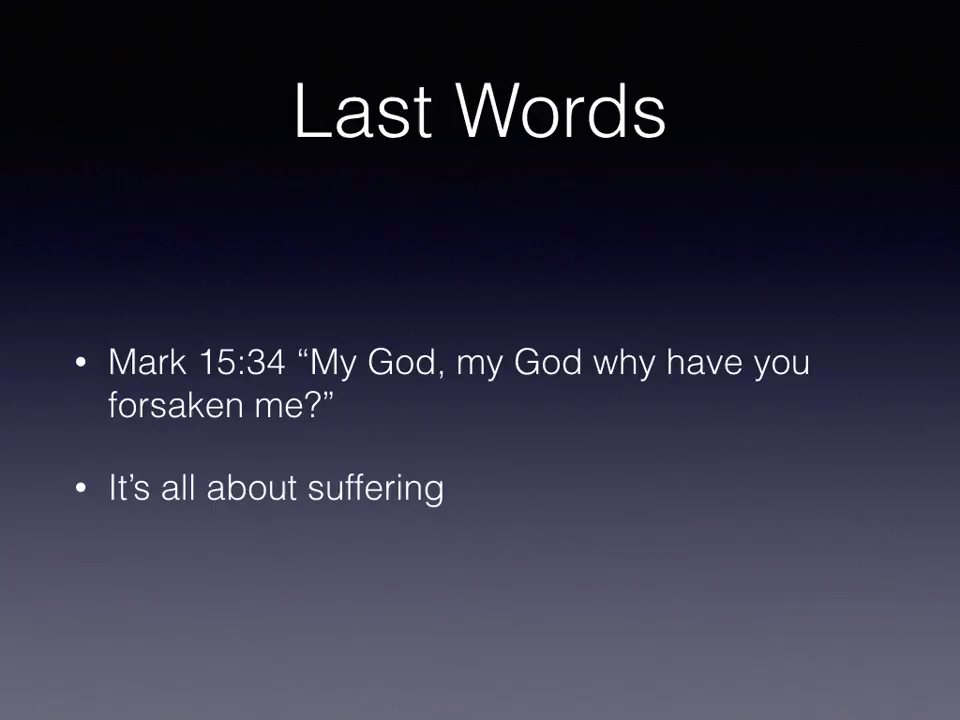 Last Words
• Mark 15:34 “My God, my God why have you
forsaken me?”
• It’s all about suffering